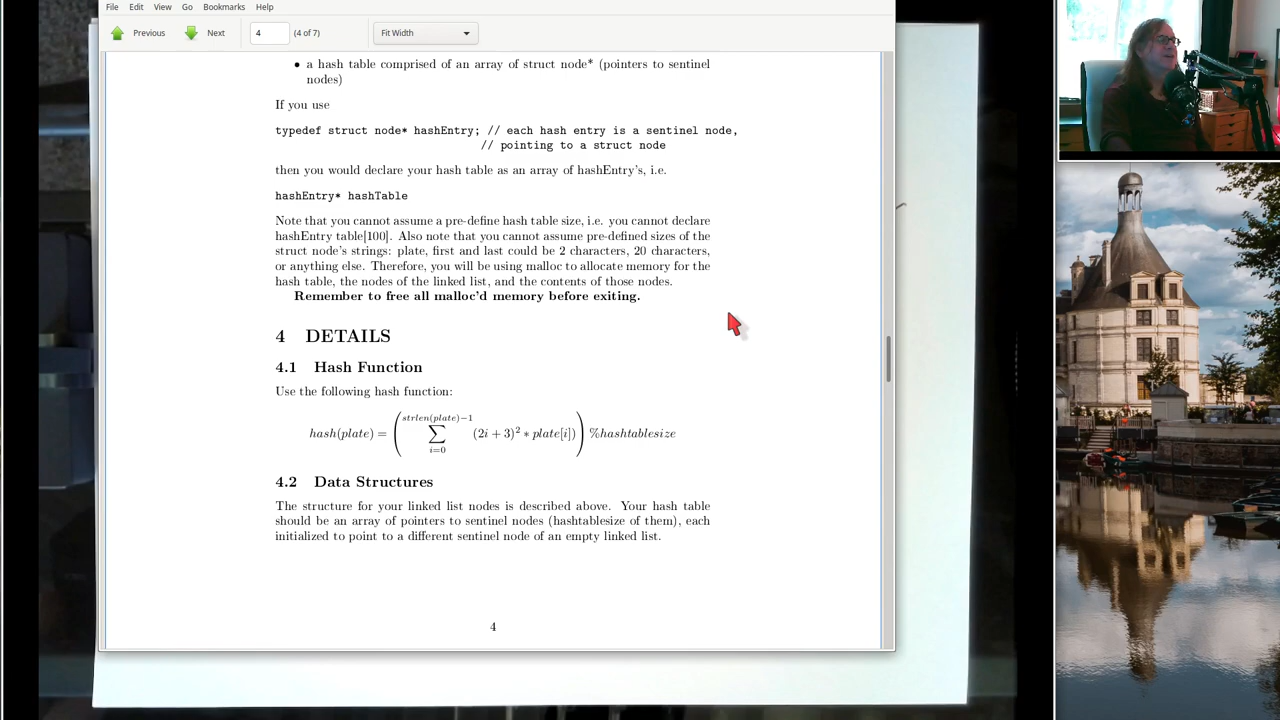 File Edit View Go Bookmarks Help
Previous Next 4 (4 of 7) Fit Width
• a hash table comprised of an array of struct node* (pointers to sentinel
nodes)
If you use
typedef struct node* hashEntry; // each hash entry is a sentinel node,
// pointing to a struct node
then you would declare your hash table as an array of hashEntry's, i.e.
hashEntry* hashTable
Note that you cannot assume a pre-define hash table size, i.e. you cannot declare
hashEntry table[100]. Also note that you cannot assume pre-defined sizes of the
struct node's strings: plate, first and last could be 2 characters, 20 characters,
or anything else. Therefore, you will be using malloc to allocate memory for the
hash table, the nodes of the linked list, and the contents of those nodes.
Remember to free all malloc'd memory before exiting.
4 DETAILS
4.1 Hash Function
Use the following hash function:
hash(plate) = ( ∑_{i=0}^{strlen(plate)−1} (2i + 3)² ∗ plate[i]) ) %hashtablesize
4.2 Data Structures
The structure for your linked list nodes is described above. Your hash table
should be an array of pointers to sentinel nodes (hashtablesize of them), each
initialized to point to a different sentinel node of an empty linked list.
4